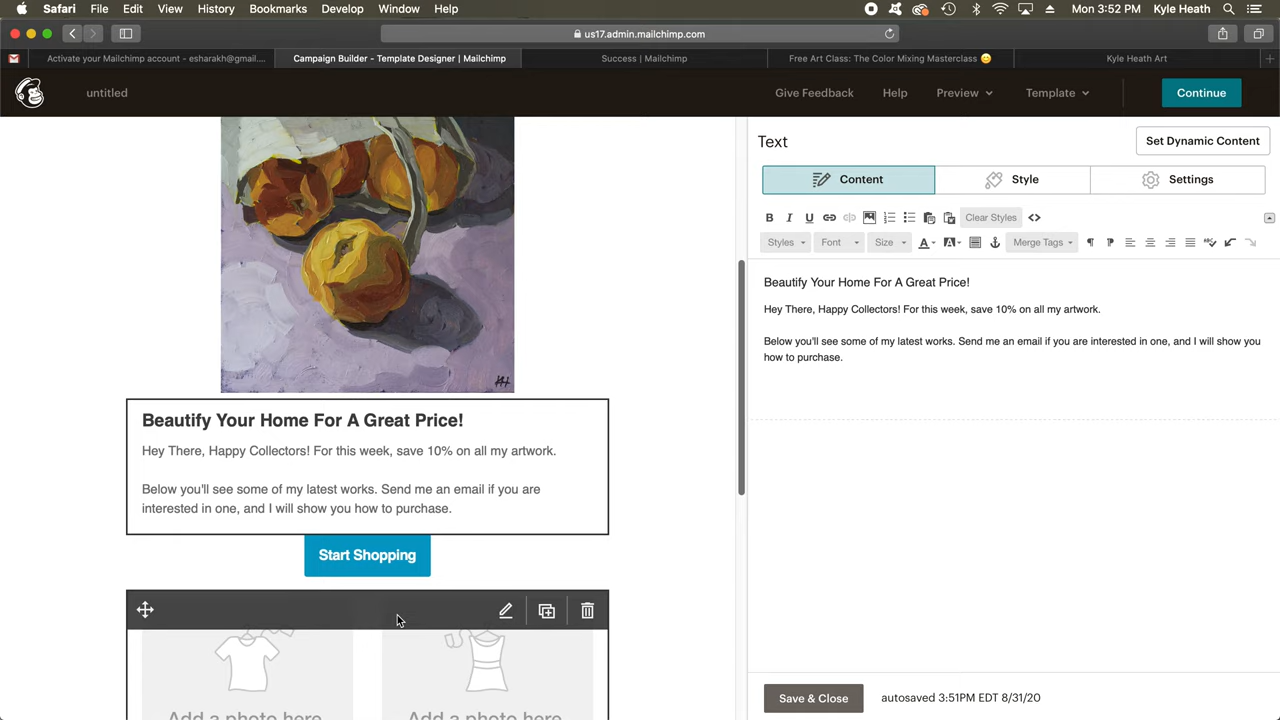 Safari File Edit View History Bookmarks Develop Window Help Mon 3:52 PM Kyle Heath
us17.admin.mailchimp.com
Activate your Mailchimp account - esharakh@gmail.... Campaign Builder - Template Designer | Mailchimp Success | Mailchimp Free Art Class: The Color Mixing Masterclass 😊 Kyle Heath Art
untitled Give Feedback Help Preview Template Continue
Text Set Dynamic Content
Content Style Settings
B I U Clear Styles
Styles Font Size A A Merge Tags
KH
Beautify Your Home For A Great Price!
Hey There, Happy Collectors! For this week, save 10% on all my artwork.
Below you'll see some of my latest works. Send me an email if you are
interested in one, and I will show you how to purchase.
Start Shopping
Add a photo here Add a photo here
Beautify Your Home For A Great Price!
Hey There, Happy Collectors! For this week, save 10% on all my artwork.
Below you'll see some of my latest works. Send me an email if you are interested in one, and I will show you
how to purchase.
Save & Close autosaved 3:51PM EDT 8/31/20